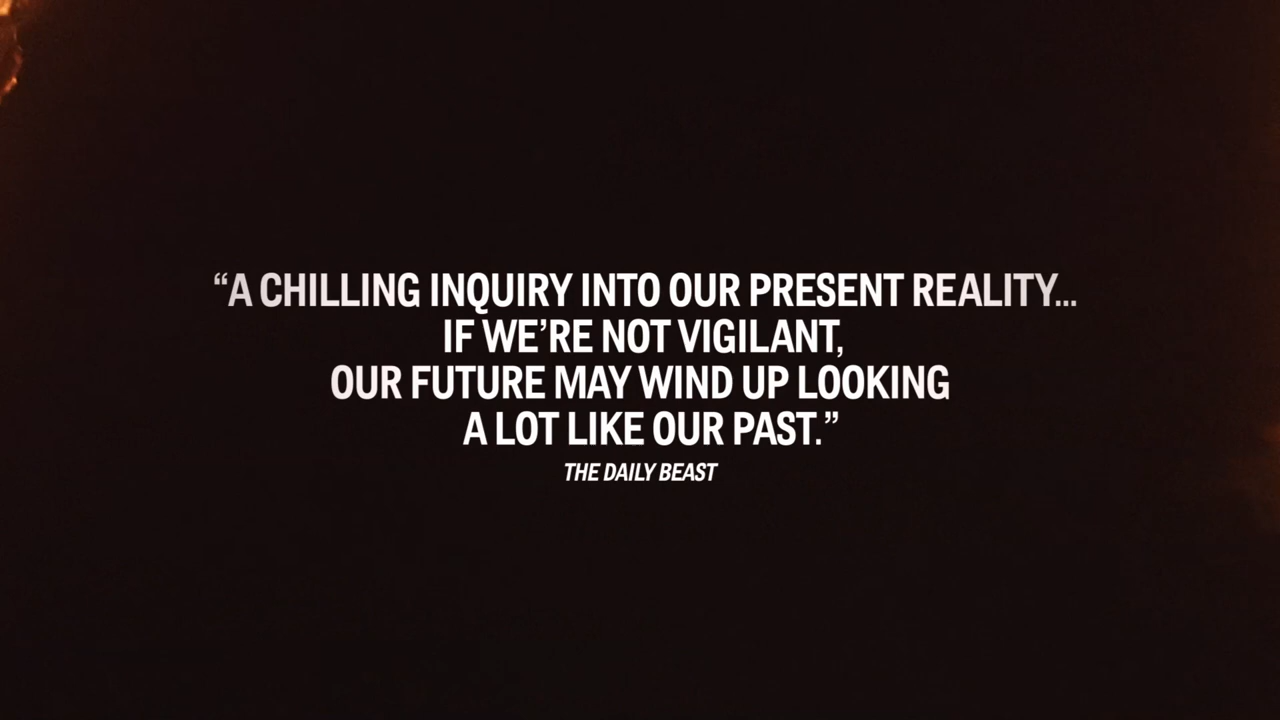 “A CHILLING INQUIRY INTO OUR PRESENT REALITY...
IF WE’RE NOT VIGILANT,
OUR FUTURE MAY WIND UP LOOKING
A LOT LIKE OUR PAST.”
THE DAILY BEAST